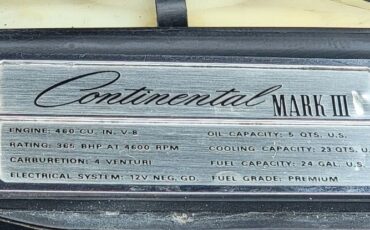 Continental MARK III
ENGINE: 460 CU. IN. V-8
RATING: 365 BHP AT 4600 RPM
CARBURETION: 4 VENTURI
ELECTRICAL SYSTEM: 12V NEG. GD.
OIL CAPACITY: 5 QTS. U.S.
COOLING CAPACITY: 23 QTS.
FUEL CAPACITY: 24 GAL. U.S.
FUEL GRADE: PREMIUM